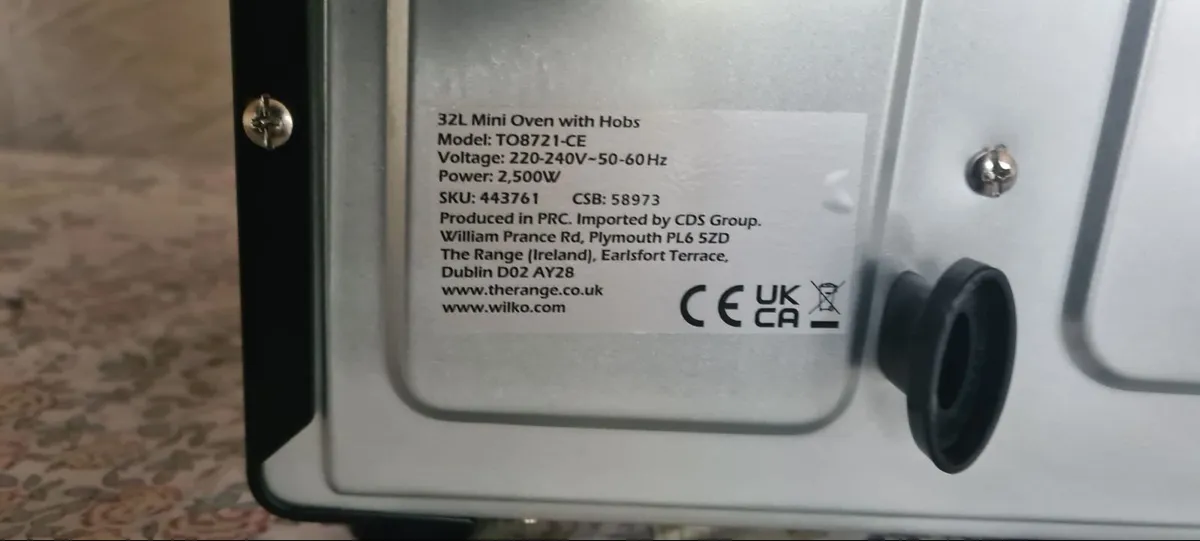 32L Mini Oven with Hobs
Model: TO8721-CE
Voltage: 220-240V~50-60Hz
Power: 2,500W
SKU: 443761 CSB: 58973
Produced in PRC. Imported by CDS Group.
William Prance Rd, Plymouth PL6 5ZD
The Range (Ireland), Earlsfort Terrace,
Dublin D02 AY28
www.therange.co.uk
www.wilko.com
CE UK
CA